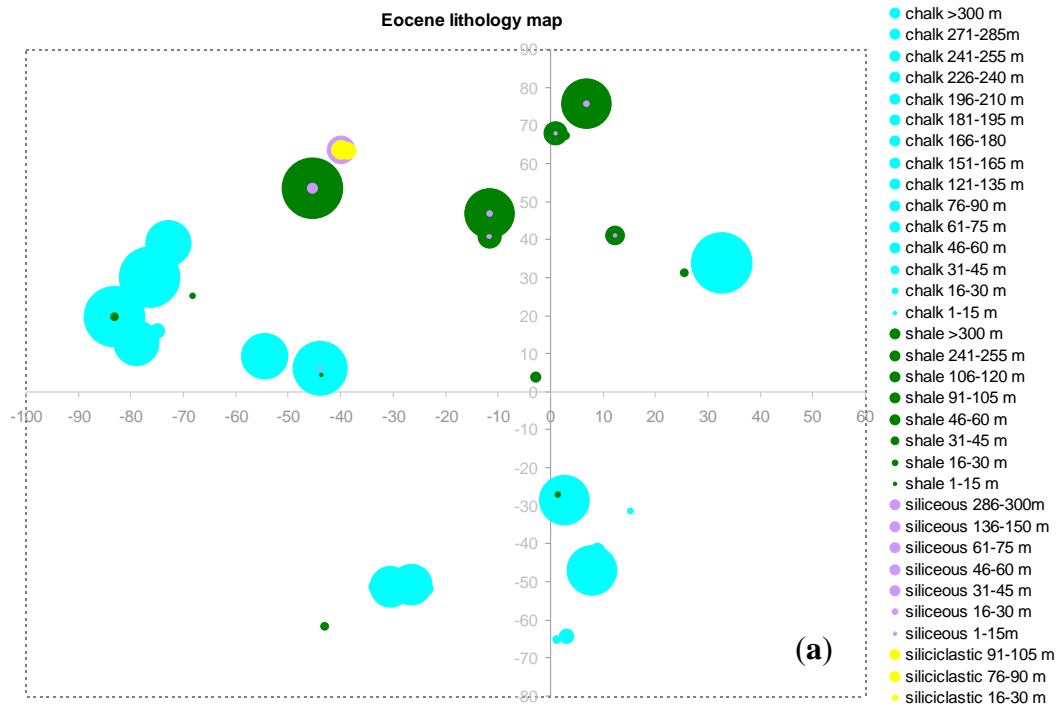 Eocene lithology map
90
80
70
60
50
40
30
20
10
0
-100 -90 -80 -70 -60 -50 -40 -30 -20 -10 0 10 20 30 40 50 60
-10
-20
-30
-40
-50
-60
-70
-80
(a)
chalk >300 m
chalk 271-285m
chalk 241-255 m
chalk 226-240 m
chalk 196-210 m
chalk 181-195 m
chalk 166-180
chalk 151-165 m
chalk 121-135 m
chalk 76-90 m
chalk 61-75 m
chalk 46-60 m
chalk 31-45 m
chalk 16-30 m
chalk 1-15 m
shale >300 m
shale 241-255 m
shale 106-120 m
shale 91-105 m
shale 46-60 m
shale 31-45 m
shale 16-30 m
shale 1-15 m
siliceous 286-300m
siliceous 136-150 m
siliceous 61-75 m
siliceous 46-60 m
siliceous 31-45 m
siliceous 16-30 m
siliceous 1-15m
siliciclastic 91-105 m
siliciclastic 76-90 m
siliciclastic 16-30 m